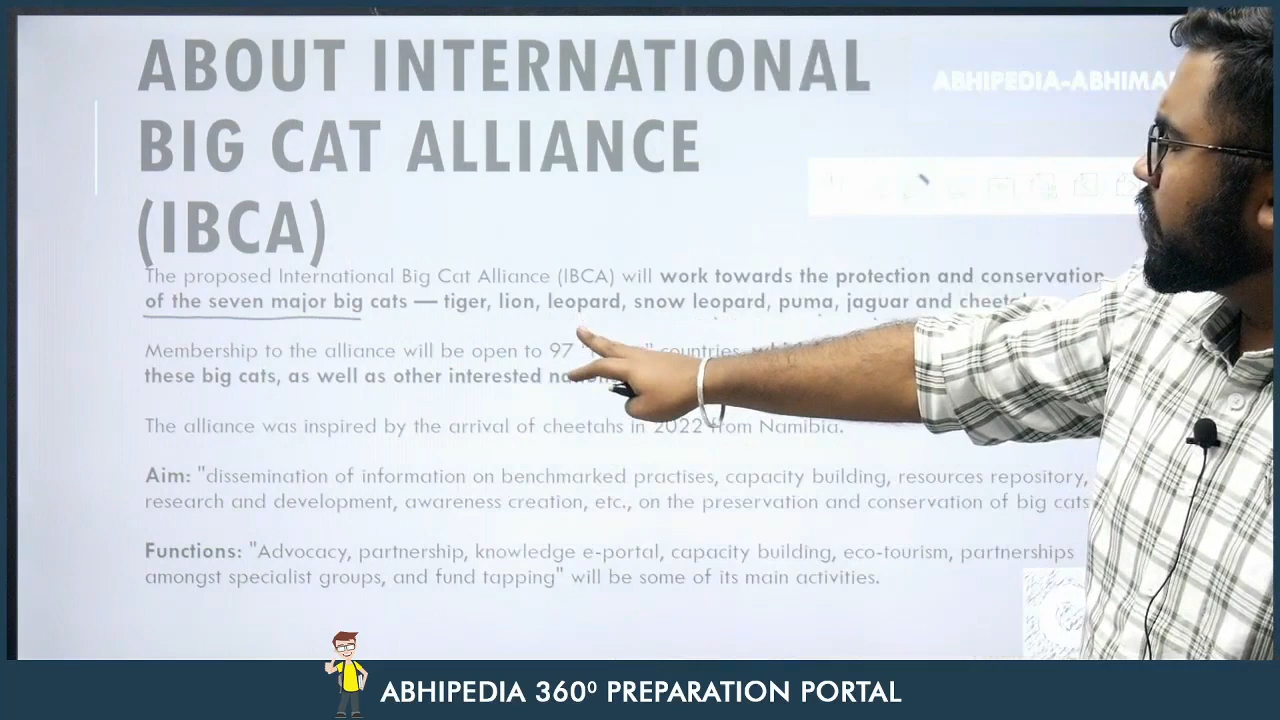 ABOUT INTERNATIONAL
BIG CAT ALLIANCE
(IBCA)
ABHIPEDIA-ABHIMA
The proposed International Big Cat Alliance (IBCA) will work towards the protection and conservation
of the seven major big cats — tiger, lion, leopard, snow leopard, puma, jaguar and cheetah
Membership to the alliance will be open to 97 countries,
these big cats, as well as other interested
The alliance was inspired by the arrival of cheetahs in 2022 from Namibia.
Aim: "dissemination of information on benchmarked practises, capacity building, resources repository,
research and development, awareness creation, etc., on the preservation and conservation of big cats
Functions: "Advocacy, partnership, knowledge e-portal, capacity building, eco-tourism, partnerships
amongst specialist groups, and fund tapping" will be some of its main activities.
ABHIPEDIA 360⁰ PREPARATION PORTAL